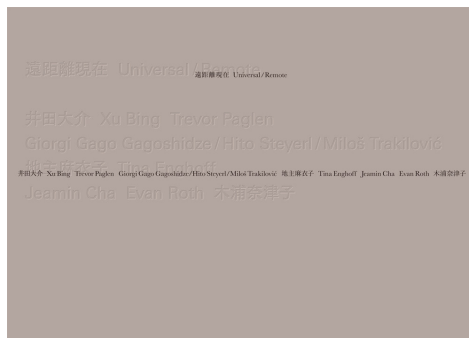 遠距離現在 Universal / Remote
遠距離現在 Universal / Remote
井田大介 Xu Bing Trevor Paglen
Giorgi Gago Gagoshidze / Hito Steyerl / Miloš Trakilović
地主麻衣子 Tina Enghoff
井田大介 Xu Bing Trevor Paglen Giorgi Gago Gagoshidze / Hito Steyerl / Miloš Trakilović 地主麻衣子 Tina Enghoff Jeamin Cha Evan Roth 木浦奈津子
Jeamin Cha Evan Roth 木浦奈津子